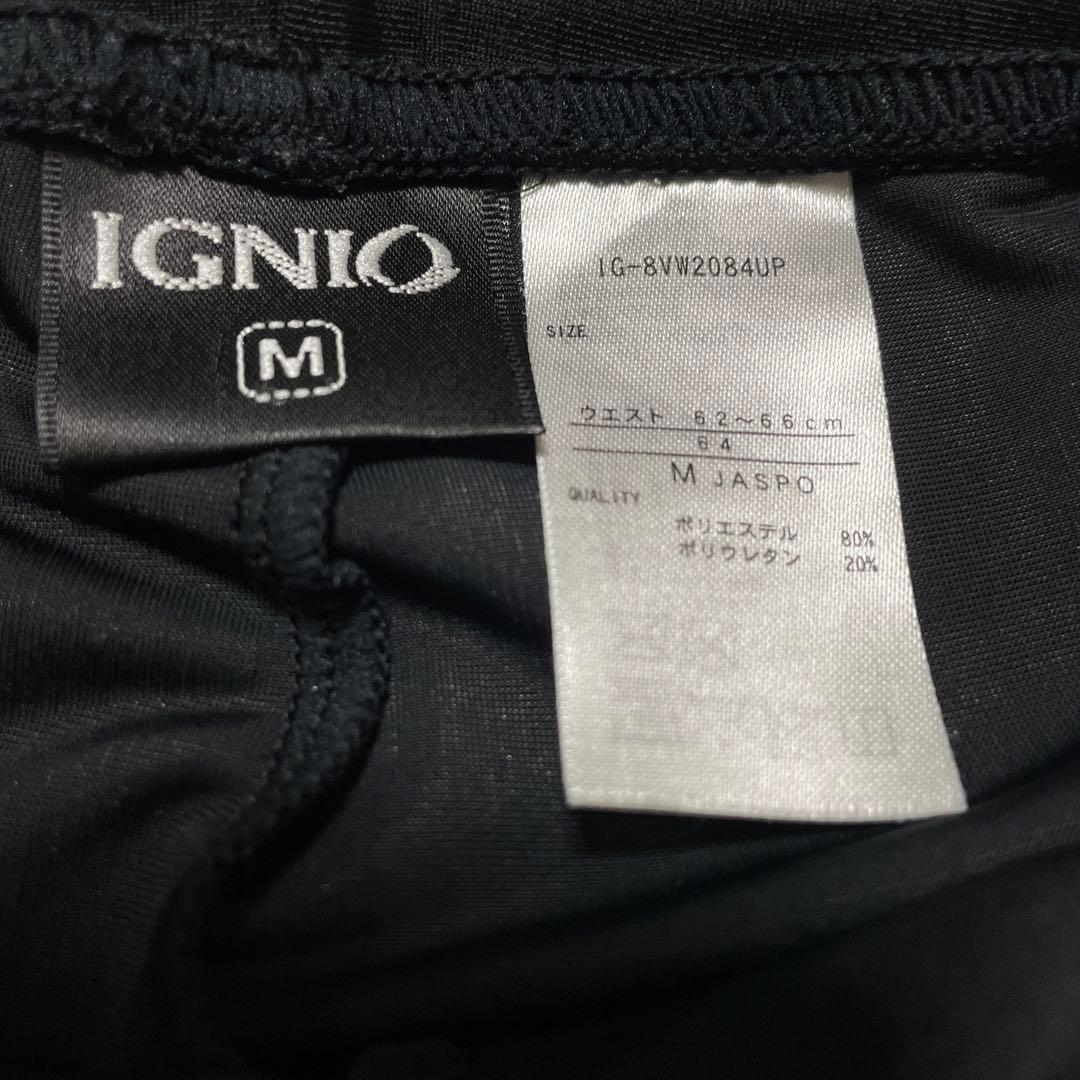 IGNIO
M
IG-8VW2084UP
SIZE
ウエスト 62～66cm
64
M JASPO
QUALITY
ポリエステル 80%
ポリウレタン 20%